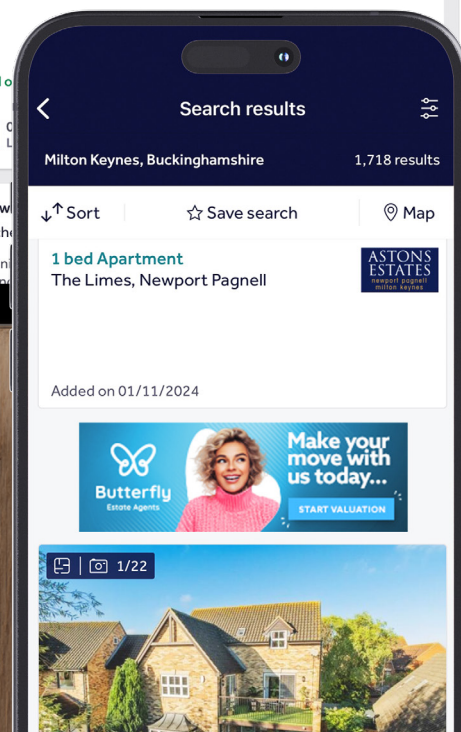 Search results
Milton Keynes, Buckinghamshire
1,718 results
Sort
Save search
Map
1 bed Apartment
The Limes, Newport Pagnell
ASTONS
ESTATES
newport pagnell
milton keynes
Added on 01/11/2024
Butterfly
Estate Agents
Make your
move with
us today...
START VALUATION
1/22